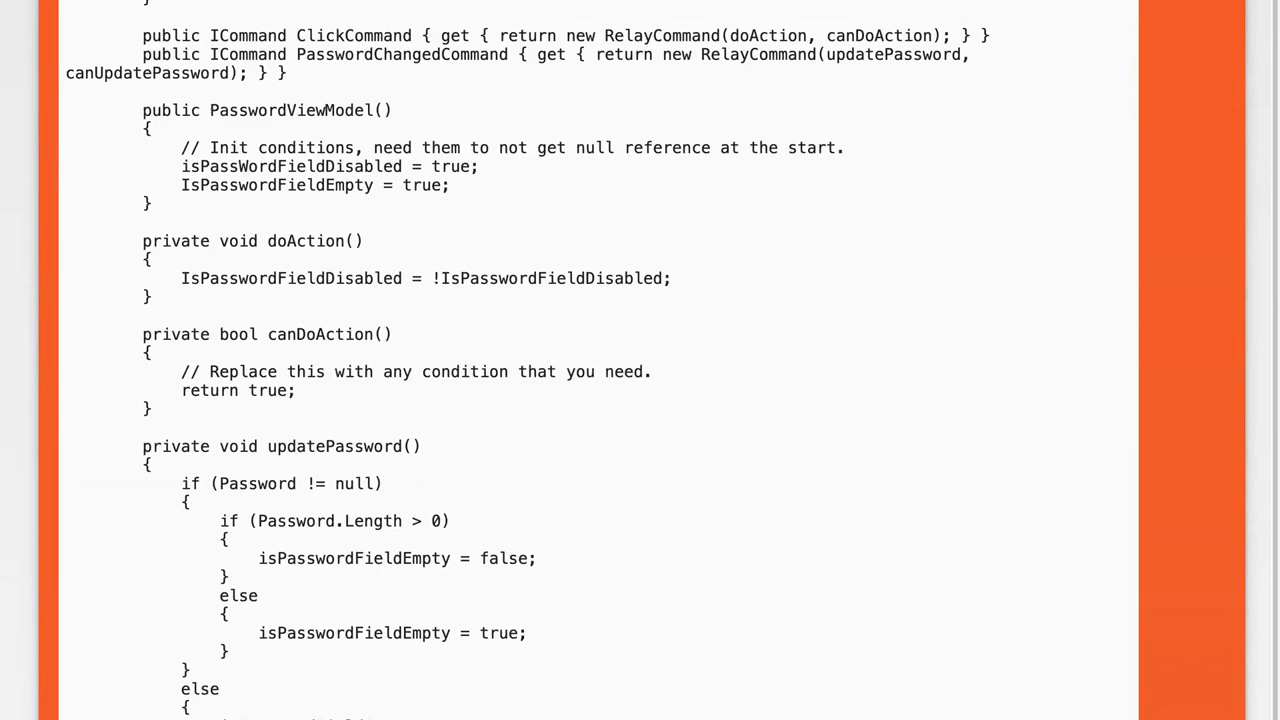 }
public ICommand ClickCommand { get { return new RelayCommand(doAction, canDoAction); } }
public ICommand PasswordChangedCommand { get { return new RelayCommand(updatePassword,
canUpdatePassword); } }
public PasswordViewModel()
{
// Init conditions, need them to not get null reference at the start.
isPassWordFieldDisabled = true;
IsPasswordFieldEmpty = true;
}
private void doAction()
{
IsPasswordFieldDisabled = !IsPasswordFieldDisabled;
}
private bool canDoAction()
{
// Replace this with any condition that you need.
return true;
}
private void updatePassword()
{
if (Password != null)
{
if (Password.Length > 0)
{
isPasswordFieldEmpty = false;
}
else
{
isPasswordFieldEmpty = true;
}
}
else
{